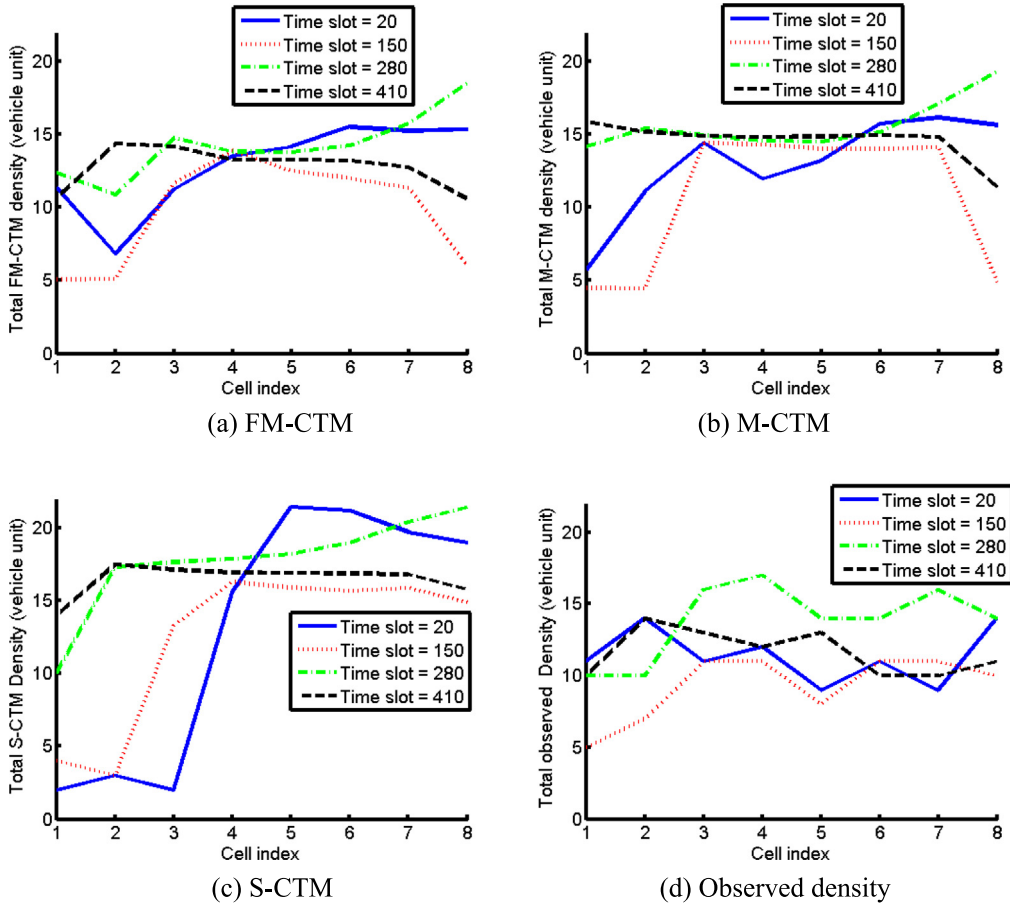 Total FM-CTM density (vehicle unit)
20
15
10
5
0
Time slot = 20
Time slot = 150
Time slot = 280
Time slot = 410
1 2 3 4 5 6 7 8
Cell index
(a) FM-CTM
Total M-CTM density (vehicle unit)
20
15
10
5
0
Time slot = 20
Time slot = 150
Time slot = 280
Time slot = 410
1 2 3 4 5 6 7 8
Cell index
(b) M-CTM
Total S-CTM Density (vehicle unit)
20
15
10
5
0
Time slot = 20
Time slot = 150
Time slot = 280
Time slot = 410
1 2 3 4 5 6 7 8
Cell index
(c) S-CTM
Total observed Density (vehicle unit)
20
15
10
5
0
Time slot = 20
Time slot = 150
Time slot = 280
Time slot = 410
1 2 3 4 5 6 7 8
Cell index
(d) Observed density